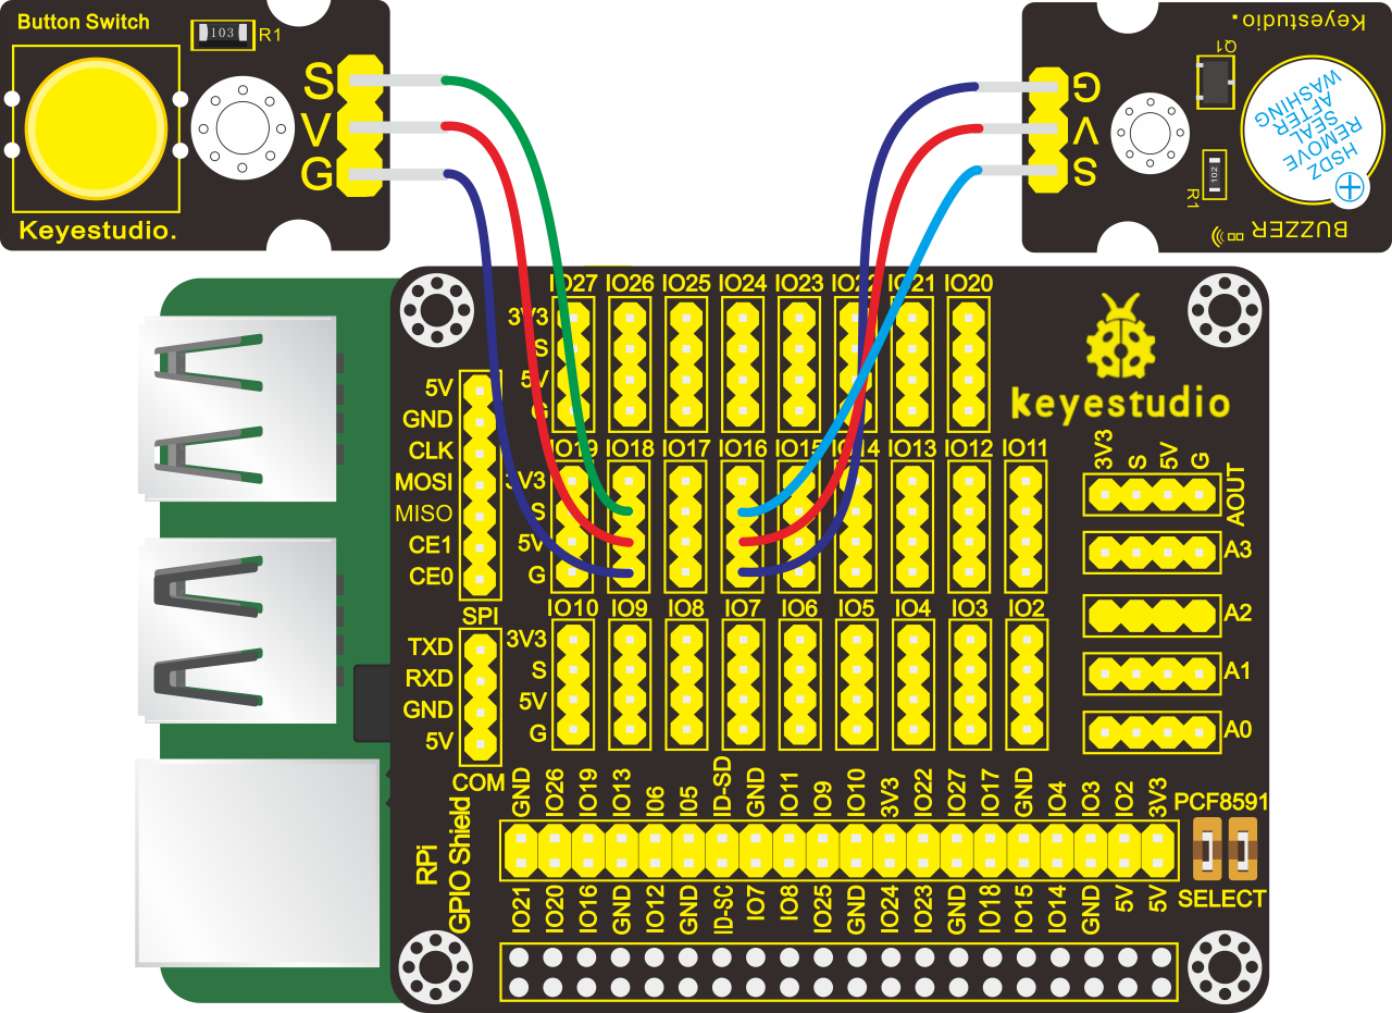 Button Switch
103
R1
S
V
G
Keyestudio.
Keyestudio.
Q1
G
V
S
HSDZ
REMOVE
SEAL
AFTER
WASHING
102
R1
BUZZER
IO27 IO26 IO25 IO24 IO23 IO22 IO21 IO20
3V3
S
5V
G
keyestudio
IO19 IO18 IO17 IO16 IO15 IO14 IO13 IO12 IO11
3V3
S
5V
G
5V
GND
CLK
MOSI
MISO
CE1
CE0
SPI
3V3 S 5V G
AOUT
A3
A2
A1
A0
IO10 IO9 IO8 IO7 IO6 IO5 IO4 IO3 IO2
3V3
S
5V
G
TXD
RXD
GND
5V
COM
RPi
GPIO Shield
GND IO26 IO19 IO13 I06 I05 ID-SD GND IO11 IO9 IO10 3V3 IO22 IO27 IO17 GND IO4 IO3 IO2 3V3
PCF8591
IO21 IO20 IO16 GND IO12 GND ID-SC IO7 IO8 IO25 GND IO24 IO23 GND IO18 IO15 IO14 GND 5V 5V
SELECT